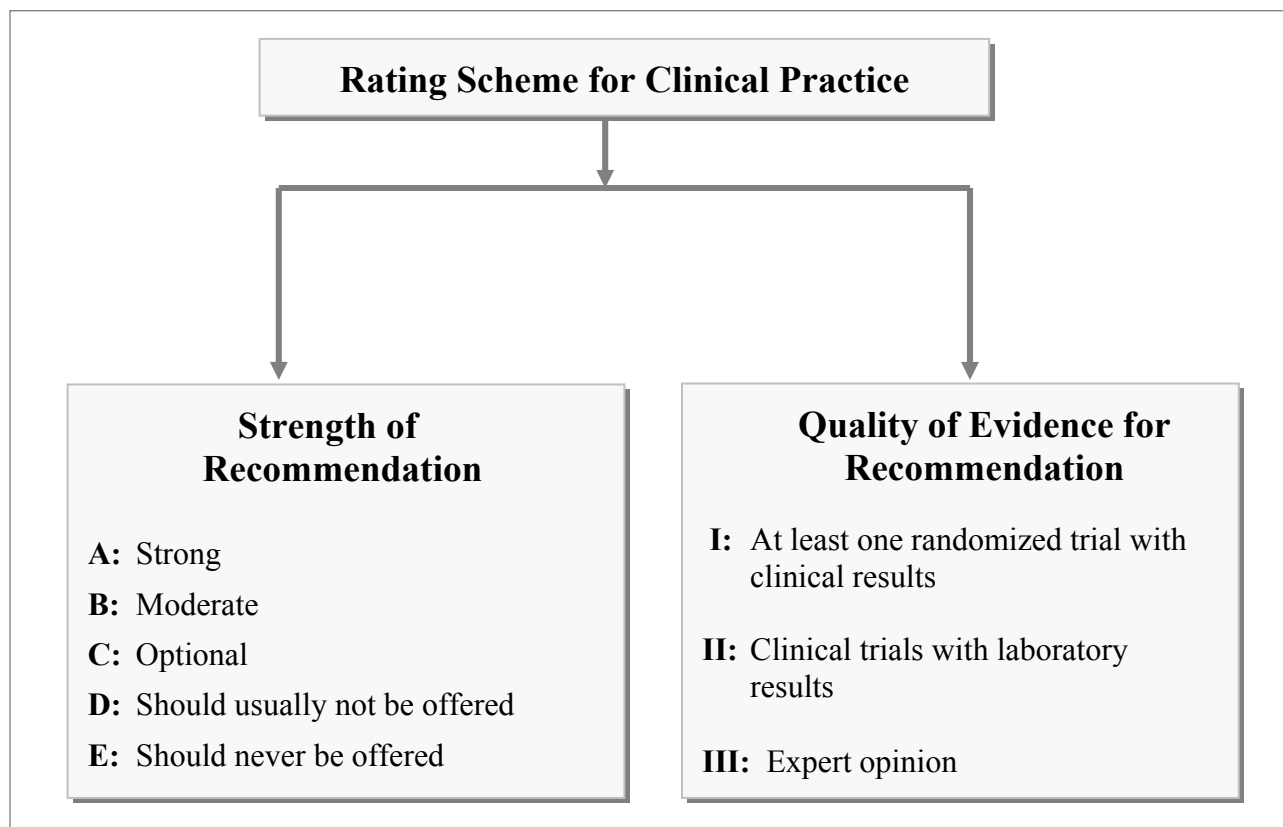 Rating Scheme for Clinical Practice
Strength of
Recommendation
A: Strong
B: Moderate
C: Optional
D: Should usually not be offered
E: Should never be offered
Quality of Evidence for
Recommendation
I: At least one randomized trial with
clinical results
II: Clinical trials with laboratory
results
III: Expert opinion